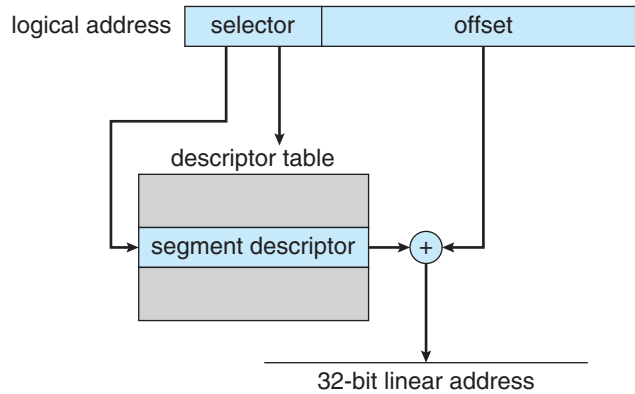 logical address selector offset
descriptor table
segment descriptor +
32-bit linear address